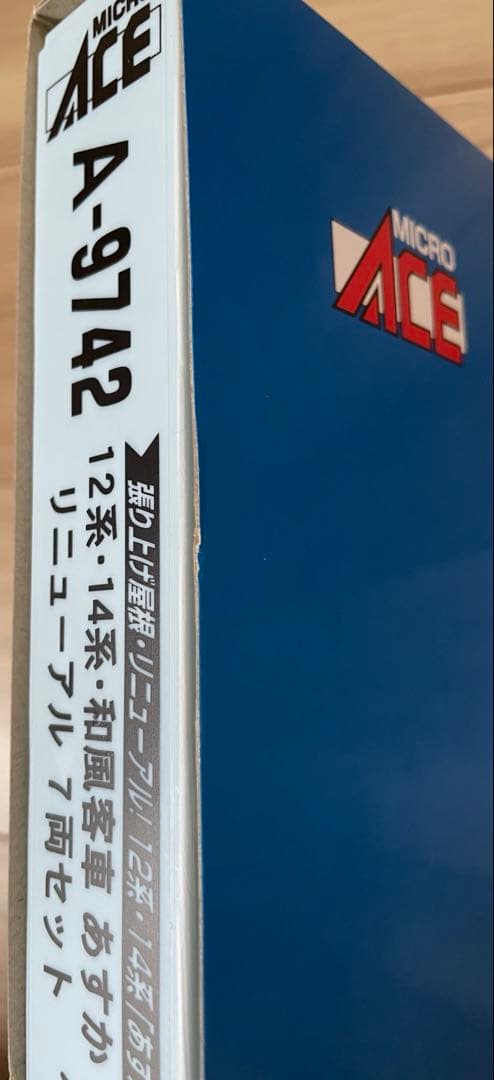 MICRO
ACE
A-9742
張り上げ屋根・リニューアル! 12系・14系「あす
12系・14系・和風客車 あすか
リニューアル 7両セット
MICRO
ACE